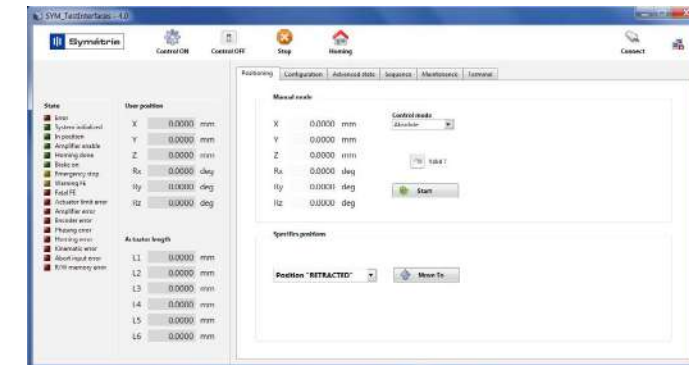 SYM_TestInterfaces - 4.0
Symétrie
Control ON
Control OFF
Stop
Homing
Connect
Positioning
Configuration
Advanced state
Sequence
Maintenance
Terminal
State
Error
System initialized
In position
Amplifier enable
Homing done
Brake on
Emergency stop
Warning FE
Fatal FE
Actuator limit error
Amplifier error
Encoder error
Phasing error
Homing error
Kinematic error
Abort input error
R/W memory error
User position
X 0.0000 mm
Y 0.0000 mm
Z 0.0000 mm
Rx 0.0000 deg
Ry 0.0000 deg
Rz 0.0000 deg
Actuator length
L1 0.0000 mm
L2 0.0000 mm
L3 0.0000 mm
L4 0.0000 mm
L5 0.0000 mm
L6 0.0000 mm
Manual mode
X 0.0000 mm
Y 0.0000 mm
Z 0.0000 mm
Rx 0.0000 deg
Ry 0.0000 deg
Rz 0.0000 deg
Control mode
Absolute
Valid ?
Start
Specifics positions
Position "RETRACTED"
Move To